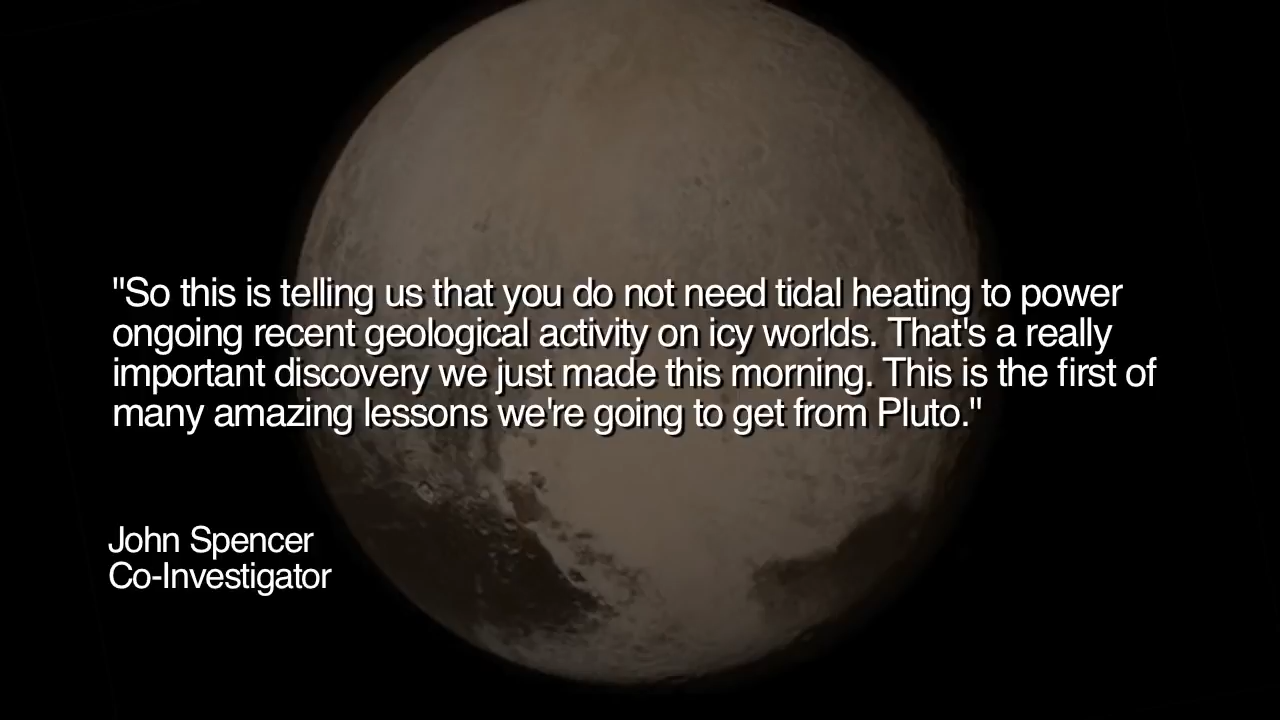 "So this is telling us that you do not need tidal heating to power
ongoing recent geological activity on icy worlds. That's a really
important discovery we just made this morning. This is the first of
many amazing lessons we're going to get from Pluto."
John Spencer
Co-Investigator